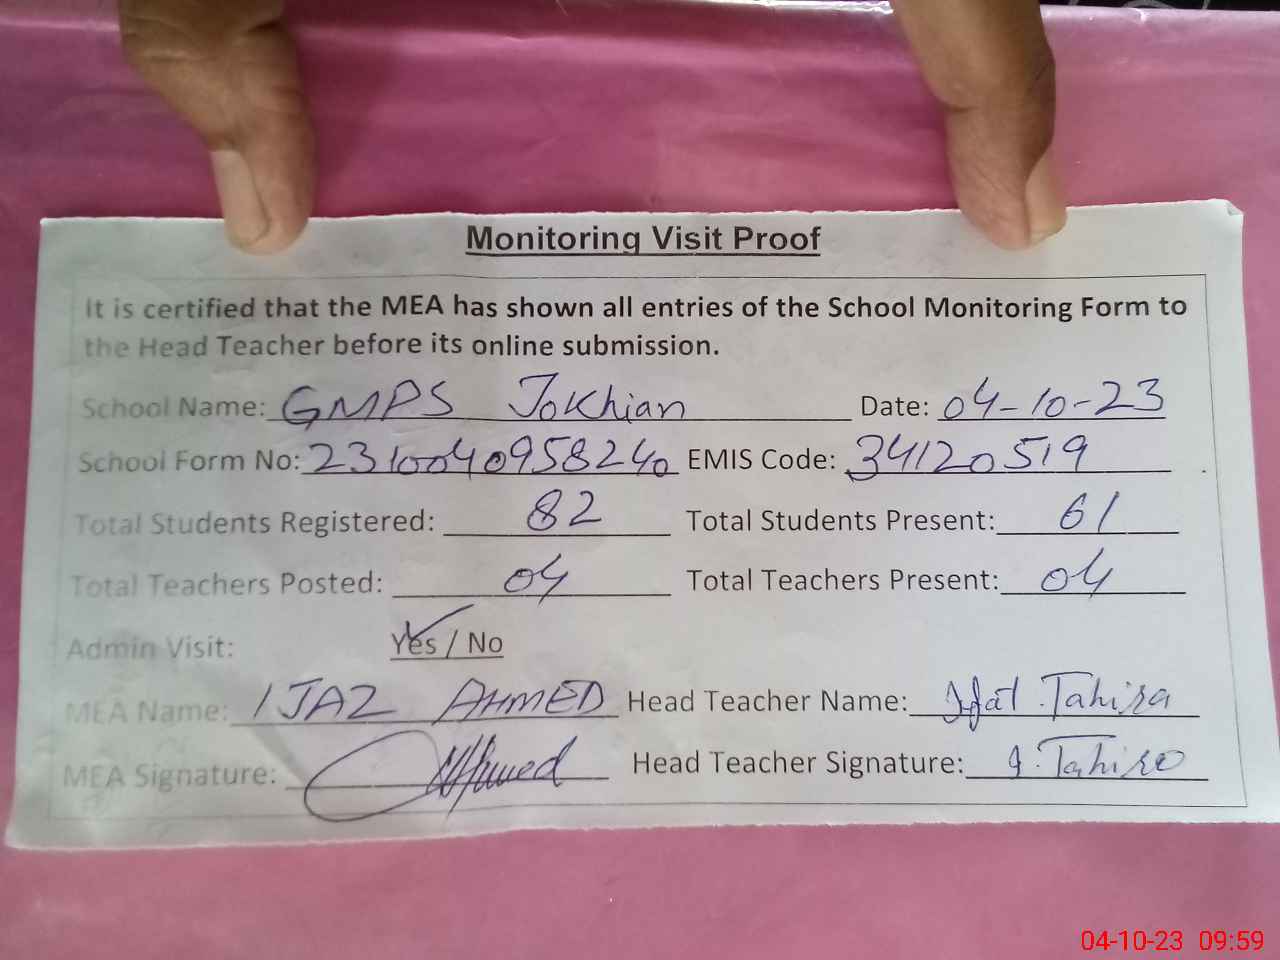 Monitoring Visit Proof
It is certified that the MEA has shown all entries of the School Monitoring Form to
the Head Teacher before its online submission.
School Name: GMPS Jokhian Date: 04-10-23
School Form No: 2310040958240 EMIS Code: 34120519
Total Students Registered: 82 Total Students Present: 61
Total Teachers Posted: 04 Total Teachers Present: 04
Admin Visit: Yes / No
MEA Name: IJAZ AHMED Head Teacher Name: Ifat Tahira
MEA Signature: Head Teacher Signature: I. Tahira
04-10-23 09:59